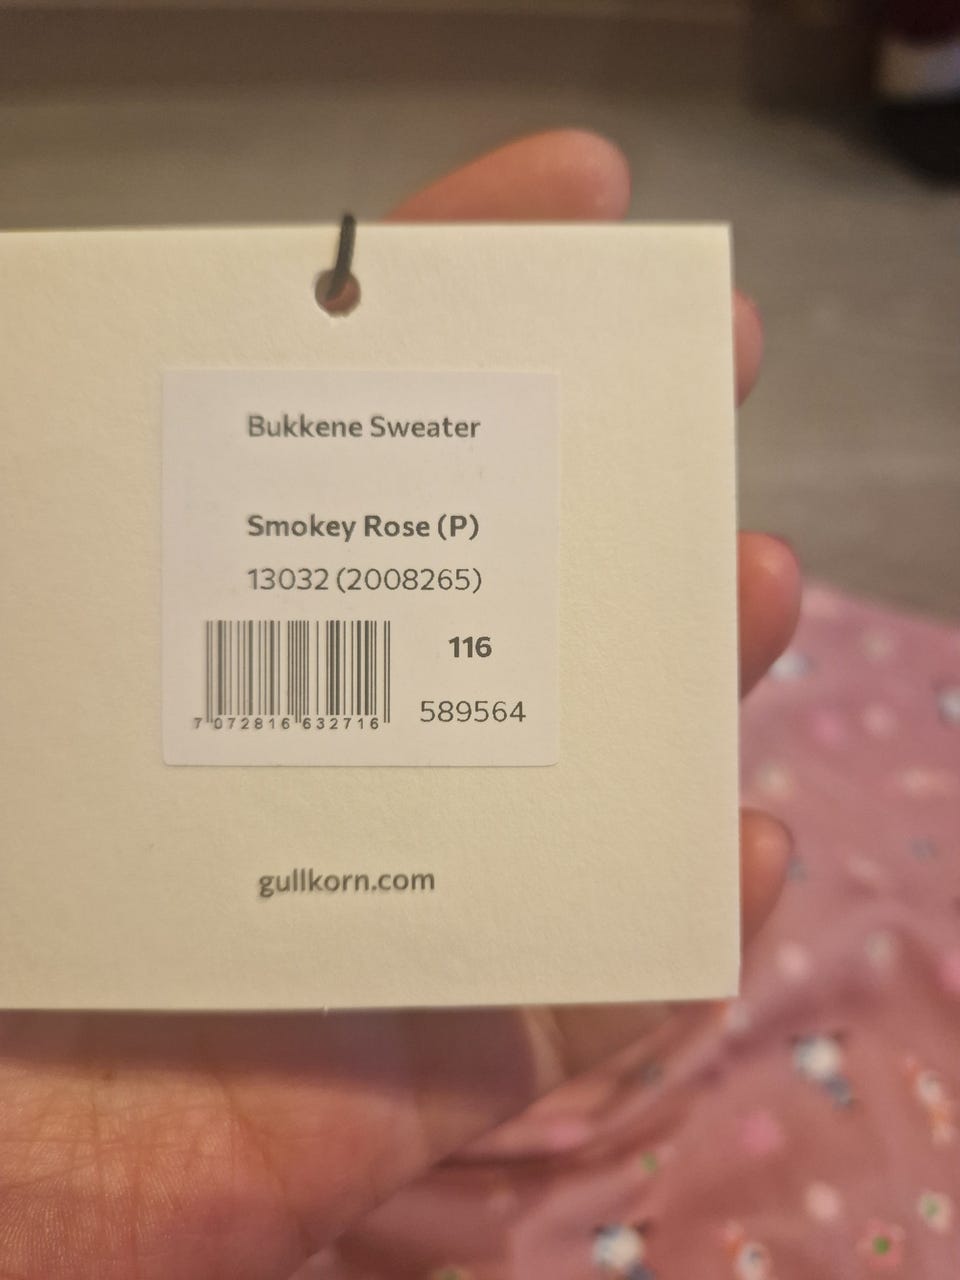 Bukkene Sweater
Smokey Rose (P)
13032 (2008265)
116
7 072816 632716
589564
gullkorn.com